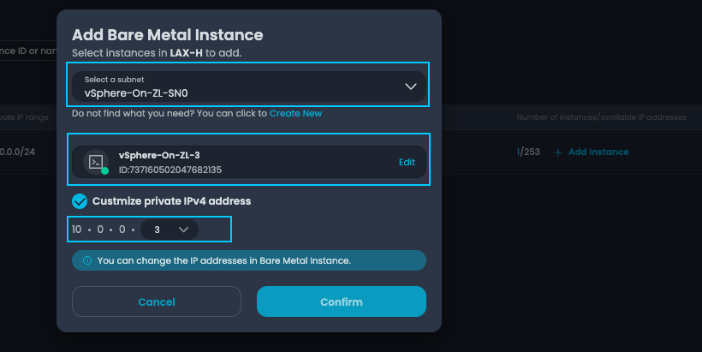 Add Bare Metal Instance
Select instances in LAX-H to add.
nce ID or nar
Select a subnet
vSphere-On-ZL-SN0
Do not find what you need? You can click to Create New
ate IP range
Number of instances/available IP addresses
0.0.0/24
1/253 + Add Instance
vSphere-On-ZL-3
ID:737160502047682135
Edit
Custmize private IPv4 address
10 • 0 • 0 • 3
You can change the IP addresses in Bare Metal Instance.
Cancel
Confirm